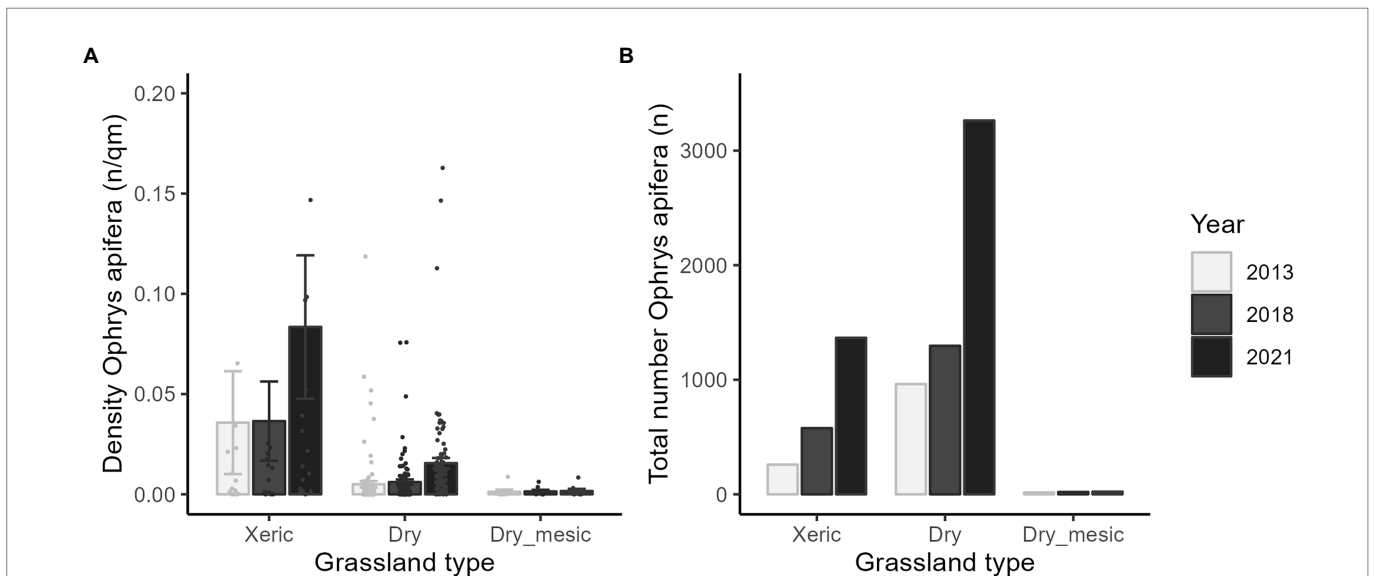 A
Density Ophrys apifera (n/qm)
0.20
0.15
0.10
0.05
0.00
Xeric
Dry
Dry_mesic
Grassland type
B
Total number Ophrys apifera (n)
3000
2000
1000
0
Xeric
Dry
Dry_mesic
Grassland type
Year
2013
2018
2021